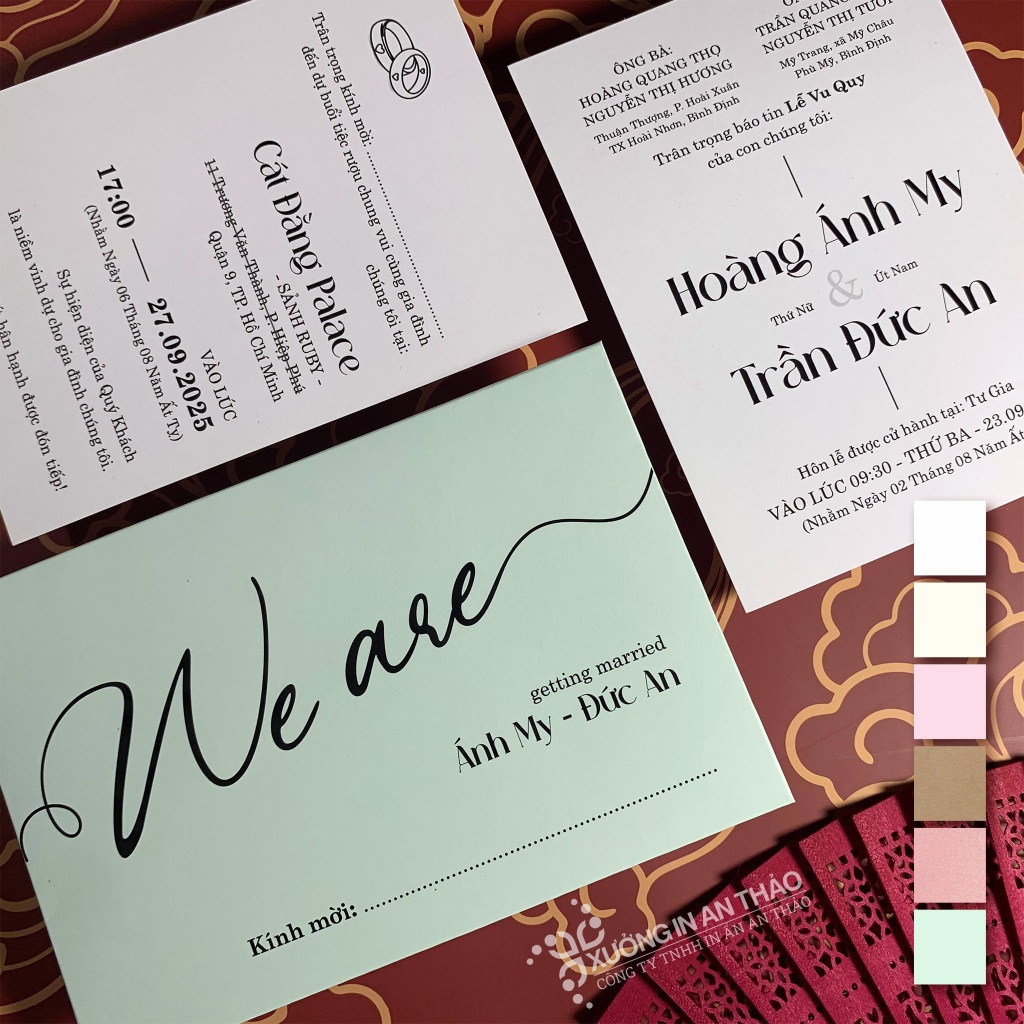 Trân trọng kính mời: ...........................
đến dự buổi tiệc rượu chung vui cùng gia đình
chúng tôi tại:
Cát Đằng Palace
- SẢNH RUBY -
11 Trương Văn Thành, P. Hiệp Phú
Quận 9, TP Hồ Chí Minh
VÀO LÚC
17:00 — 27.09.2025
(Nhằm Ngày 06 Tháng 08 Năm Ất Tỵ)
Sự hiện diện của Quý Khách
là niềm vinh dự cho gia đình chúng tôi.
hân hạnh được đón tiếp!
ÔNG BÀ:
HOÀNG QUANG THỌ
NGUYỄN THỊ HƯƠNG
Thuận Thượng, P. Hoài Xuân
TX Hoài Nhơn, Bình Định
TRẦN QUANG
NGUYỄN THỊ TƯƠI
Mỹ Trang, xã Mỹ Châu
Phù Mỹ, Bình Định
Trân trọng báo tin Lễ Vu Quy
của con chúng tôi:
Hoàng Ánh My
Thứ Nữ & Út Nam
Trần Đức An
Hôn lễ được cử hành tại: Tư Gia
VÀO LÚC 09:30 - THỨ BA - 23.09
(Nhằm Ngày 02 Tháng 08 Năm Ất
We are
getting married
Ánh My - Đức An
Kính mời: ............................................................
XƯỞNG IN AN THẢO
CÔNG TY TNHH IN ẤN AN THẢO